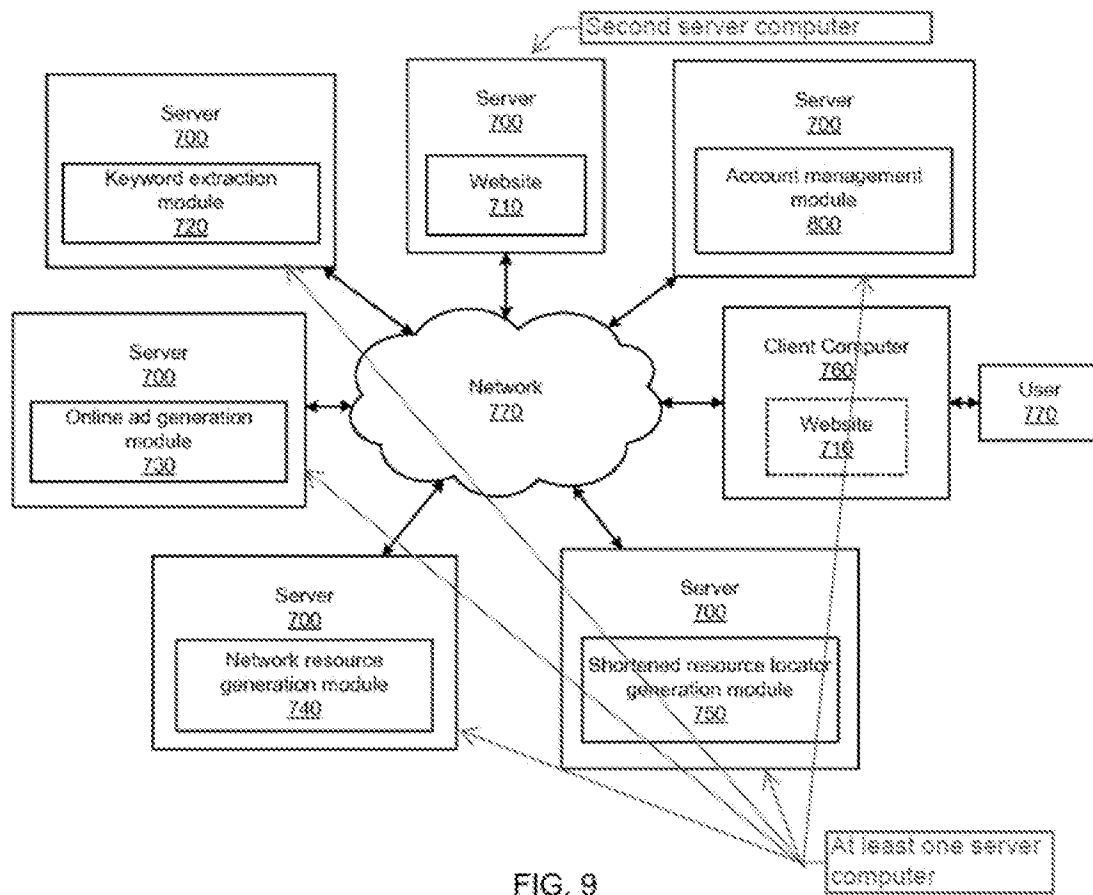 Second server computer
Server
700
Keyword extraction
module
720
Server
700
Website
710
Server
700
Account management
module
800
Server
700
Online ad generation
module
730
Network
770
Client Computer
760
Website
710
User
770
Server
700
Network resource
generation module
740
Server
700
Shortened resource locator
generation module
750
At least one server
computer
FIG. 9